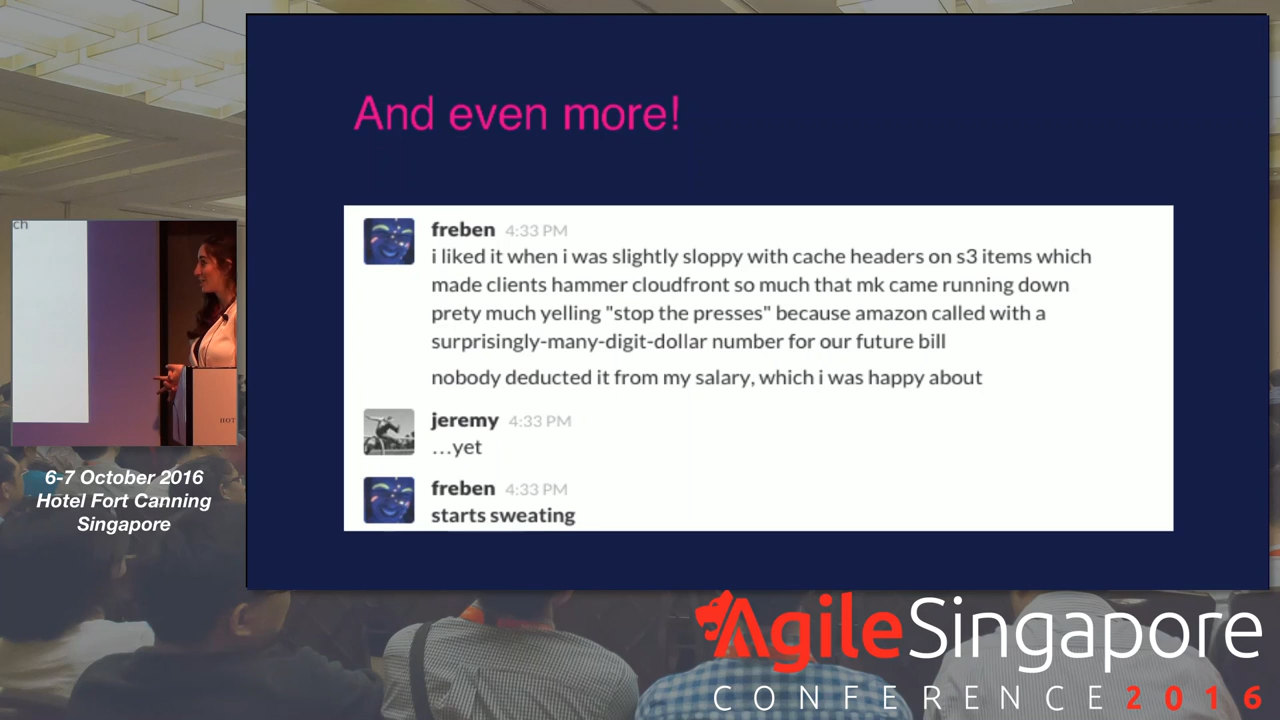 And even more!
freben 4:33 PM
i liked it when i was slightly sloppy with cache headers on s3 items which
made clients hammer cloudfront so much that mk came running down
prety much yelling "stop the presses" because amazon called with a
surprisingly-many-digit-dollar number for our future bill
nobody deducted it from my salary, which i was happy about
jeremy 4:33 PM
...yet
freben 4:33 PM
starts sweating
ch
HOT
6-7 October 2016
Hotel Fort Canning
Singapore
AgileSingapore
CONFERENCE 2016